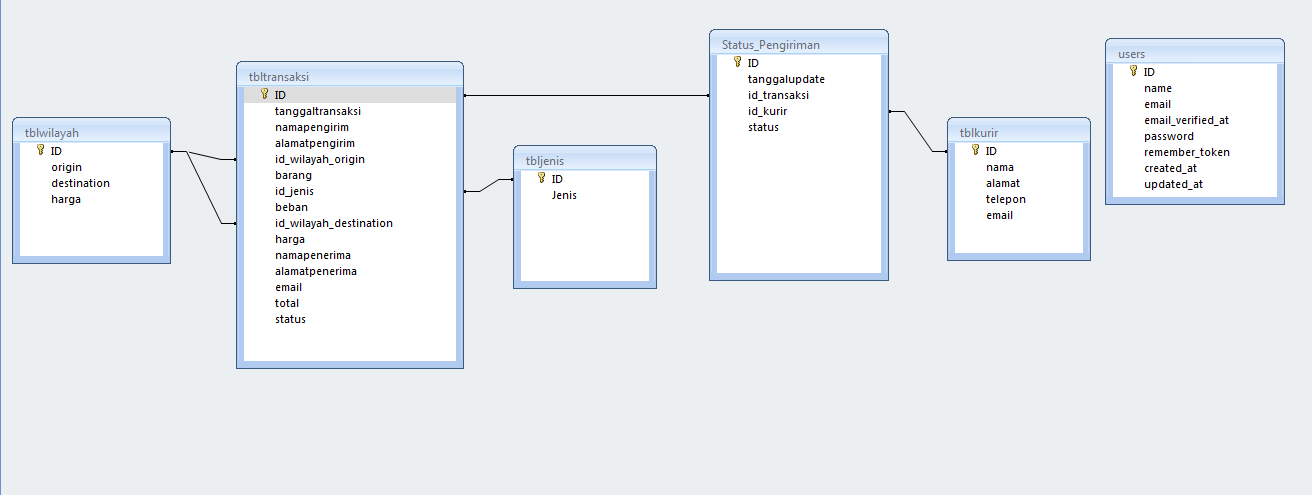 tblwilayah
ID
origin
destination
harga
tbltransaksi
ID
tanggaltransaksi
namapengirim
alamatpengirim
id_wilayah_origin
barang
id_jenis
beban
id_wilayah_destination
harga
namapenerima
alamatpenerima
email
total
status
tbljenis
ID
Jenis
Status_Pengiriman
ID
tanggalupdate
id_transaksi
id_kurir
status
tblkurir
ID
nama
alamat
telepon
email
users
ID
name
email
email_verified_at
password
remember_token
created_at
updated_at